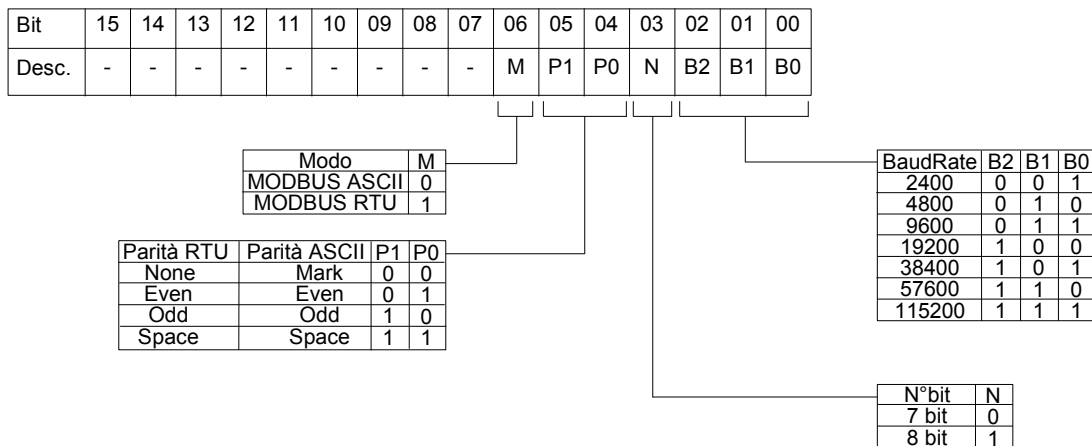 Bit 15 14 13 12 11 10 09 08 07 06 05 04 03 02 01 00
Desc. - - - - - - - - - M P1 P0 N B2 B1 B0
Modo M
MODBUS ASCII 0
MODBUS RTU 1
Parità RTU Parità ASCII P1 P0
None Mark 0 0
Even Even 0 1
Odd Odd 1 0
Space Space 1 1
BaudRate B2 B1 B0
2400 0 0 1
4800 0 1 0
9600 0 1 1
19200 1 0 0
38400 1 0 1
57600 1 1 0
115200 1 1 1
N°bit N
7 bit 0
8 bit 1